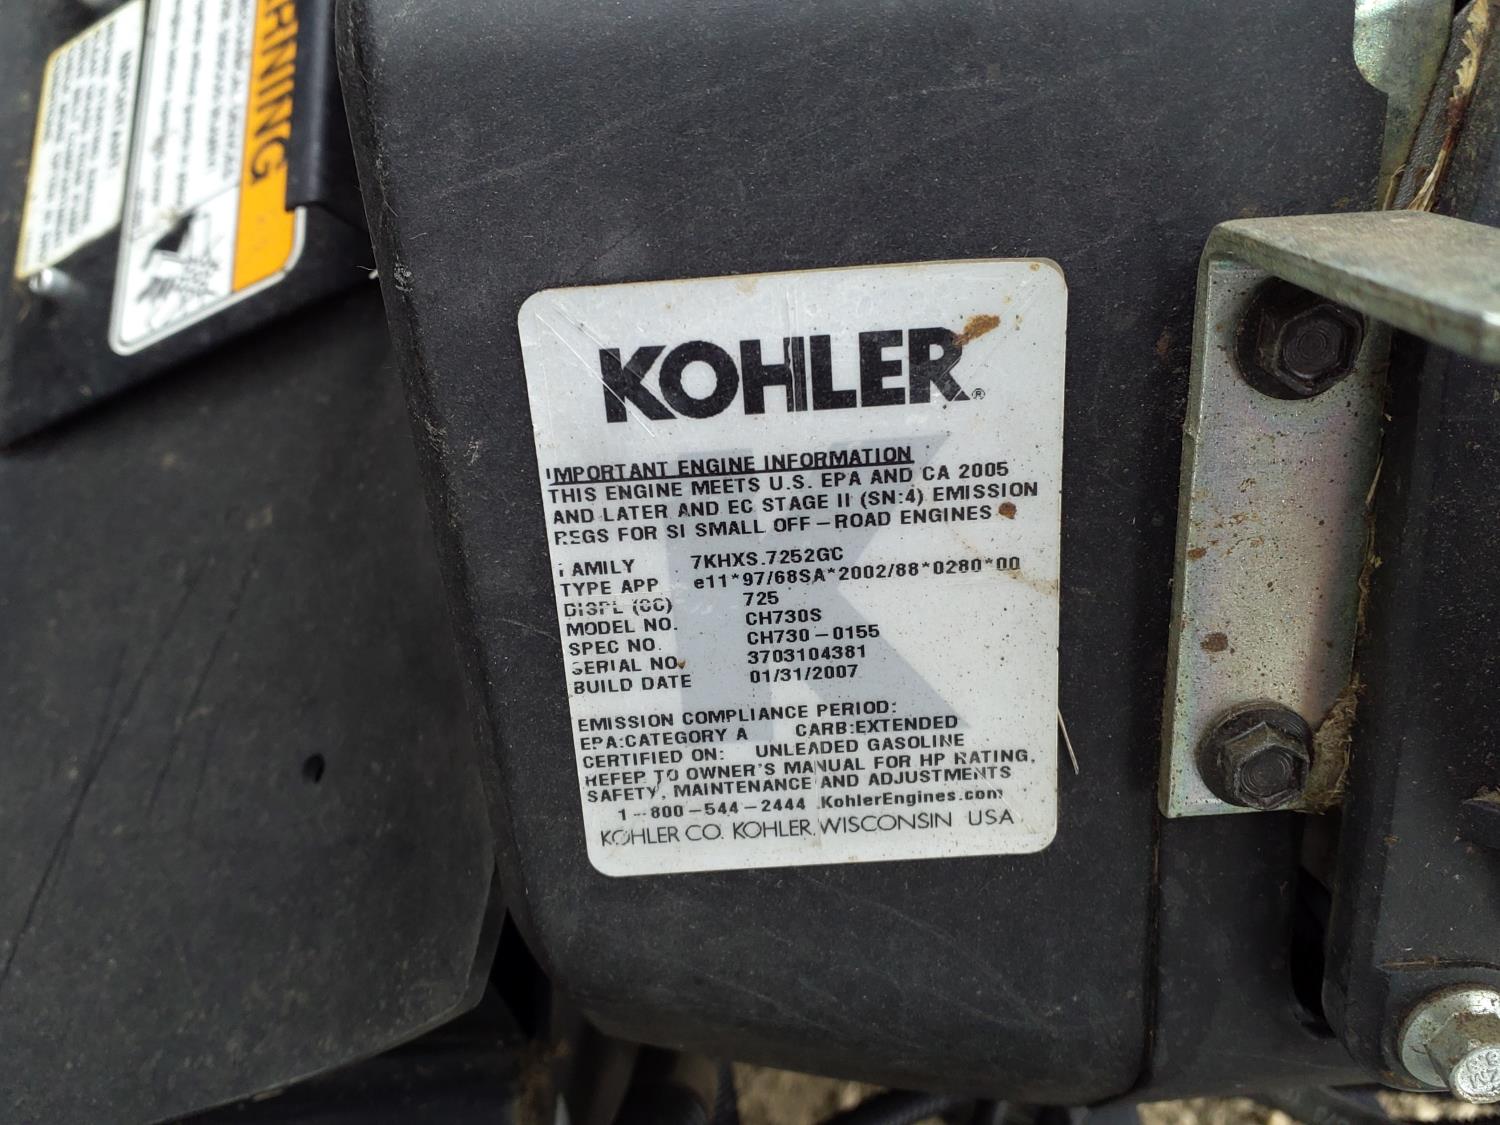 WARNING
IMPORTANT
KOHLER®
IMPORTANT ENGINE INFORMATION
THIS ENGINE MEETS U.S. EPA AND CA 2005
AND LATER AND EC STAGE II (SN:4) EMISSION
REGS FOR SI SMALL OFF-ROAD ENGINES
FAMILY 7KHXS.7252GC
TYPE APP e11*97/68SA*2002/88*0280*00
DISPL (CC) 725
MODEL NO. CH730S
SPEC NO. CH730-0155
SERIAL NO. 3703104381
BUILD DATE 01/31/2007
EMISSION COMPLIANCE PERIOD:
EPA:CATEGORY A CARB:EXTENDED
CERTIFIED ON: UNLEADED GASOLINE
REFER TO OWNER'S MANUAL FOR HP RATING,
SAFETY, MAINTENANCE AND ADJUSTMENTS
1-800-544-2444 KohlerEngines.com
KOHLER CO. KOHLER, WISCONSIN USA